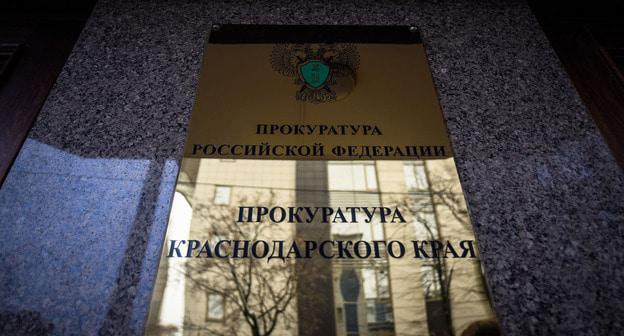 ПРОКУРАТУРА
РОССИЙСКОЙ ФЕДЕРАЦИИ
ПРОКУРАТУРА
КРАСНОДАРСКОГО КРАЯ